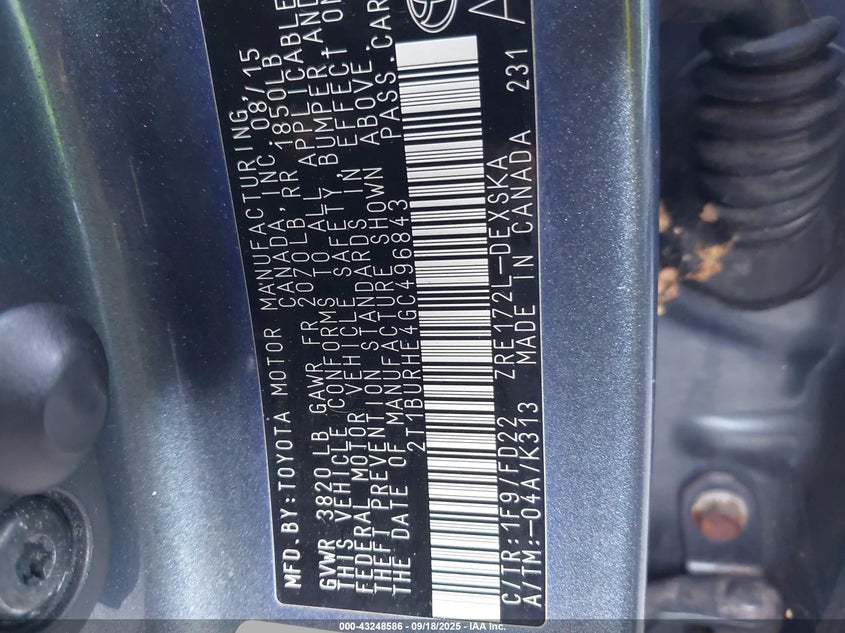 MFD. BY: TOYOTA MOTOR MANUFACTURING
CANADA, INC. 08/15
GVWR 3820 LB GAWR FR 2070LB, RR 1850LB
THIS VEHICLE CONFORMS TO ALL APPLICABLE
FEDERAL MOTOR VEHICLE SAFETY, BUMPER, AND
THEFT PREVENTION STANDARDS IN EFFECT ON
THE DATE OF MANUFACTURE SHOWN ABOVE.
2T1BURHE4GC496843 PASS.CAR
C/TR:1F9/FD22 ZRE172L-DEXSKA
A/TM:-04A/K313 MADE IN CANADA 231
000-43248586 - 09/18/2025 - IAA Inc.